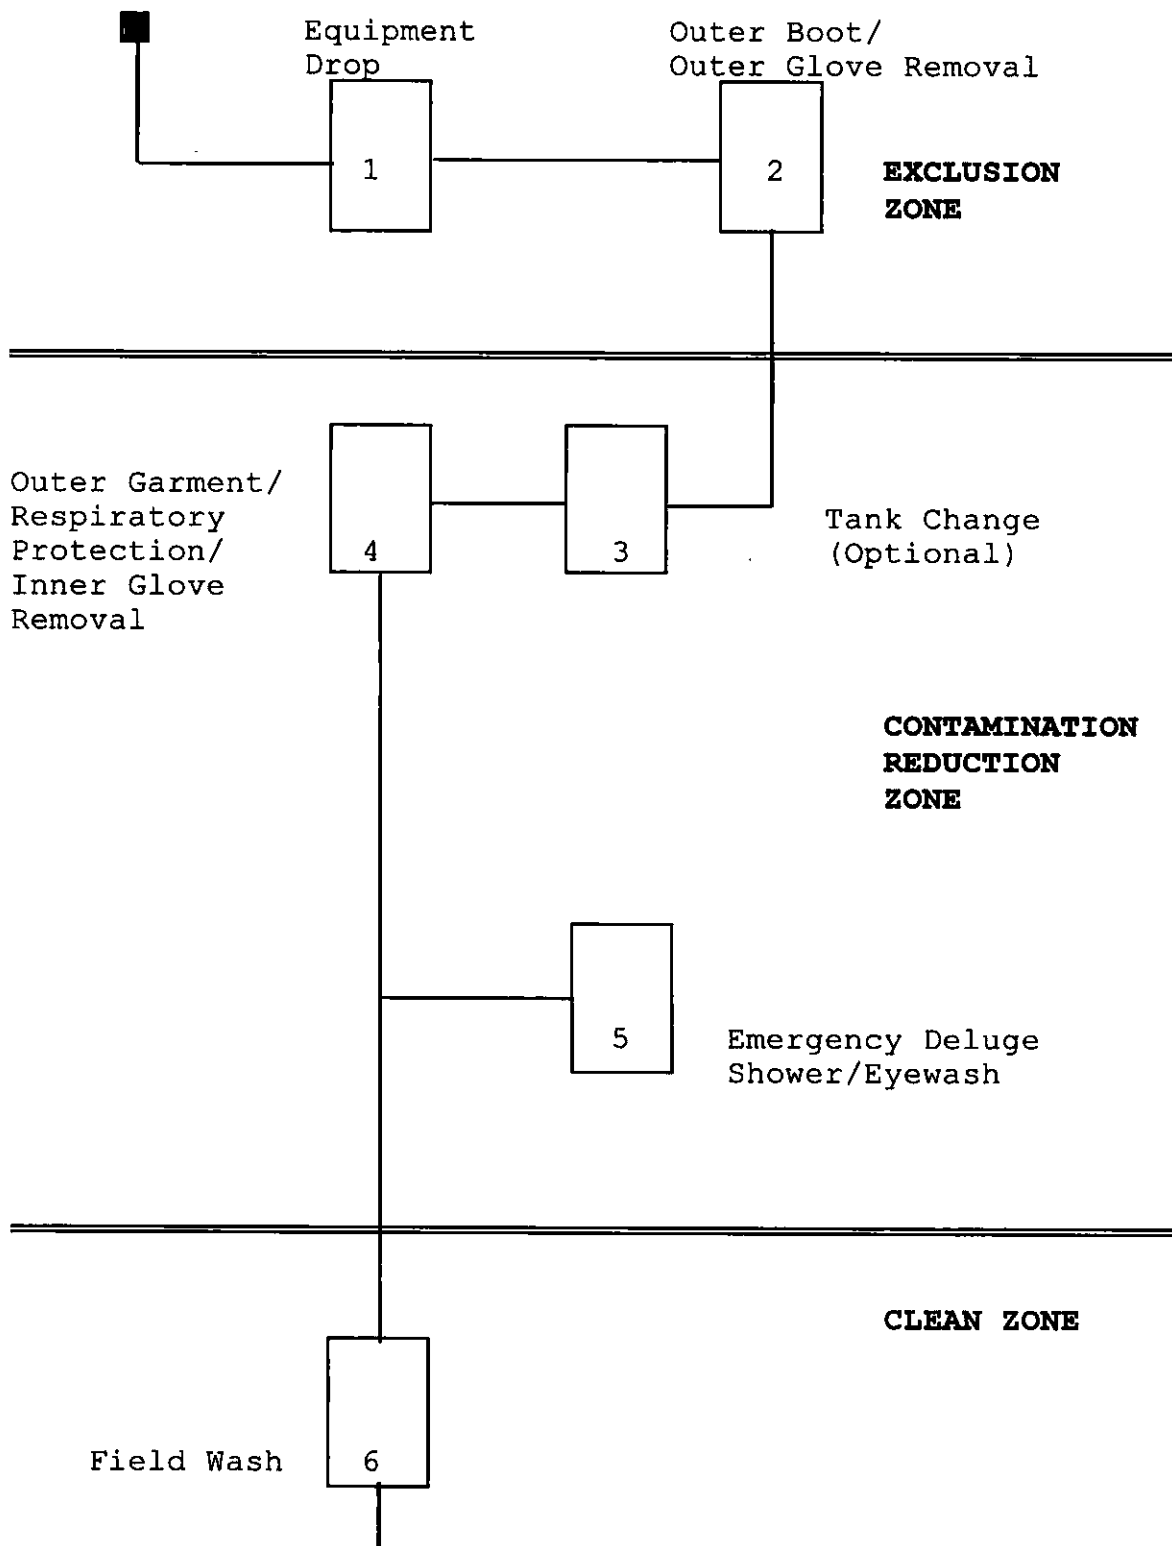 Equipment
Drop
Outer Boot/
Outer Glove Removal
1
2
EXCLUSION
ZONE
Outer Garment/
Respiratory
Protection/
Inner Glove
Removal
4
3
Tank Change
(Optional)
CONTAMINATION
REDUCTION
ZONE
5
Emergency Deluge
Shower/Eyewash
CLEAN ZONE
Field Wash
6